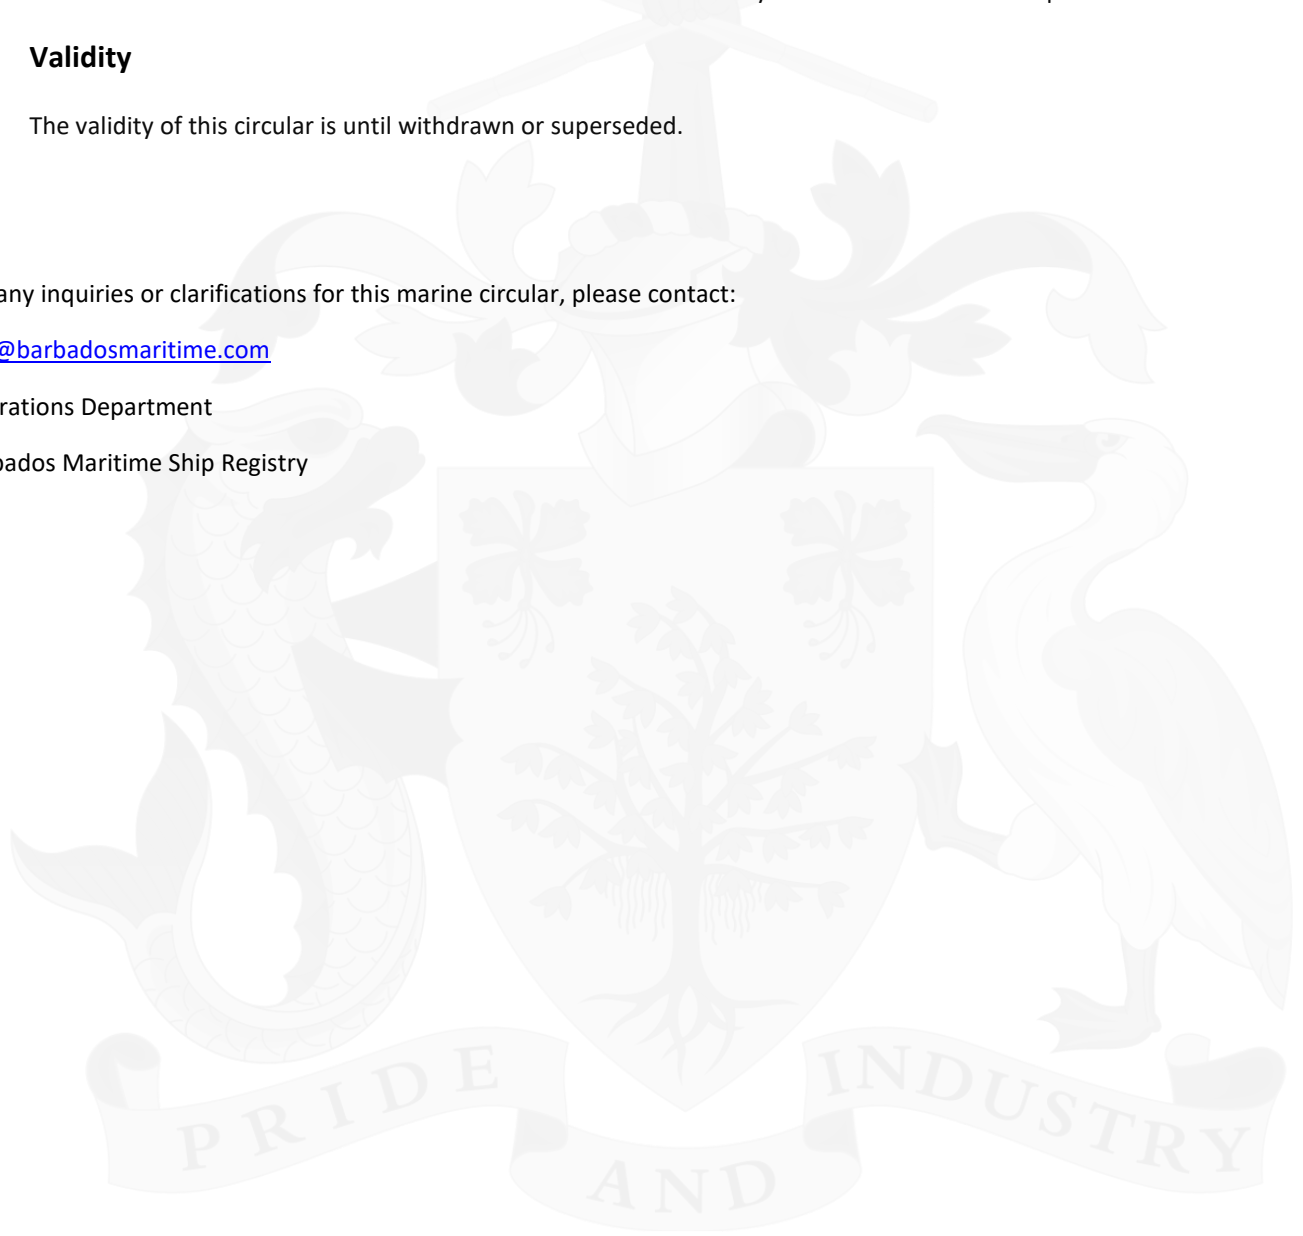 Validity
The validity of this circular is until withdrawn or superseded.
any inquiries or clarifications for this marine circular, please contact:
@barbadosmaritime.com
rations Department
bados Maritime Ship Registry
PRIDE AND INDUSTRY